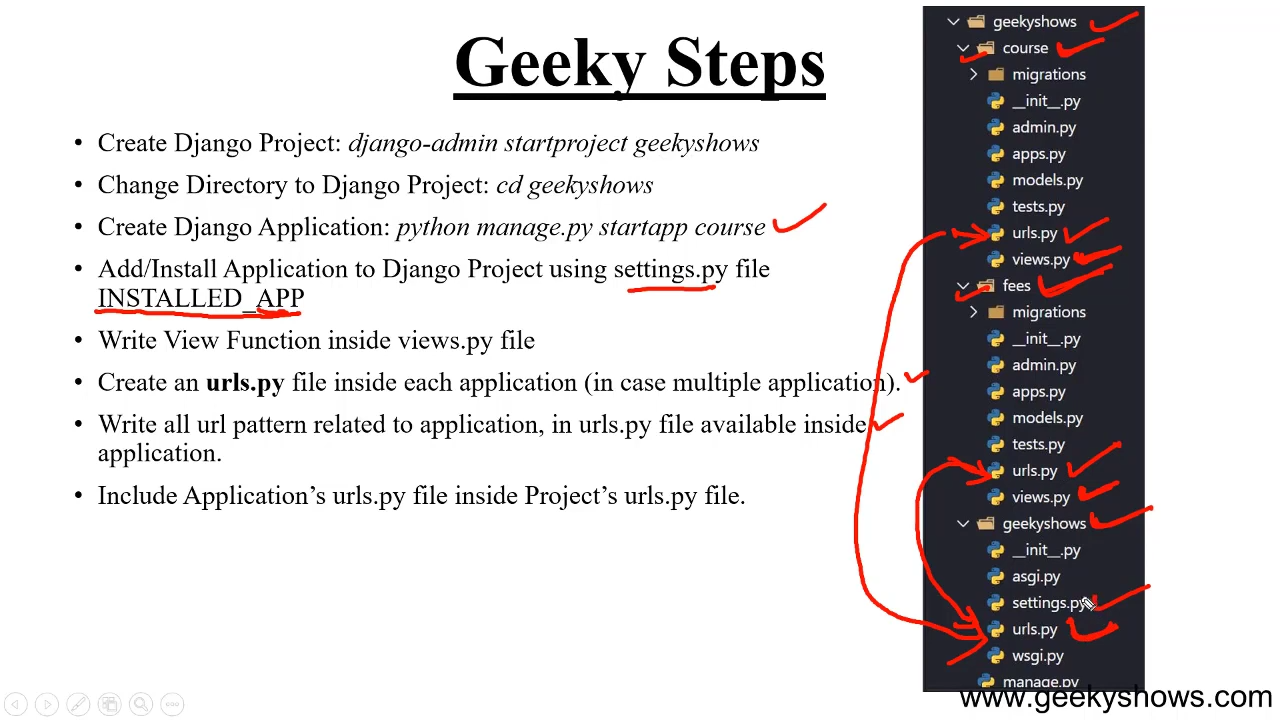 Geeky Steps
• Create Django Project: django-admin startproject geekyshows
• Change Directory to Django Project: cd geekyshows
• Create Django Application: python manage.py startapp course
• Add/Install Application to Django Project using settings.py file
INSTALLED_APP
• Write View Function inside views.py file
• Create an urls.py file inside each application (in case multiple application).
• Write all url pattern related to application, in urls.py file available inside
application.
• Include Application’s urls.py file inside Project’s urls.py file.
geekyshows
course
migrations
__init__.py
admin.py
apps.py
models.py
tests.py
urls.py
views.py
fees
migrations
__init__.py
admin.py
apps.py
models.py
tests.py
urls.py
views.py
geekyshows
__init__.py
asgi.py
settings.py
urls.py
wsgi.py
manage.py
www.geekyshows.com